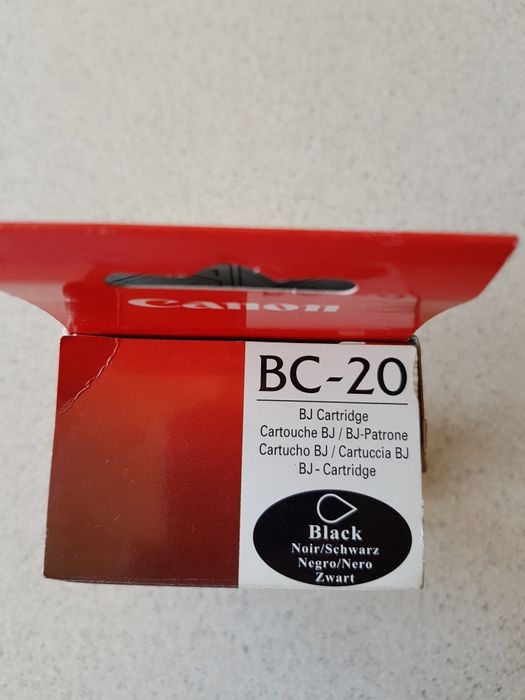 Canon
BC-20
BJ Cartridge
Cartouche BJ / BJ-Patrone
Cartucho BJ / Cartuccia BJ
BJ - Cartridge
Black
Noir/Schwarz
Negro/Nero
Zwart